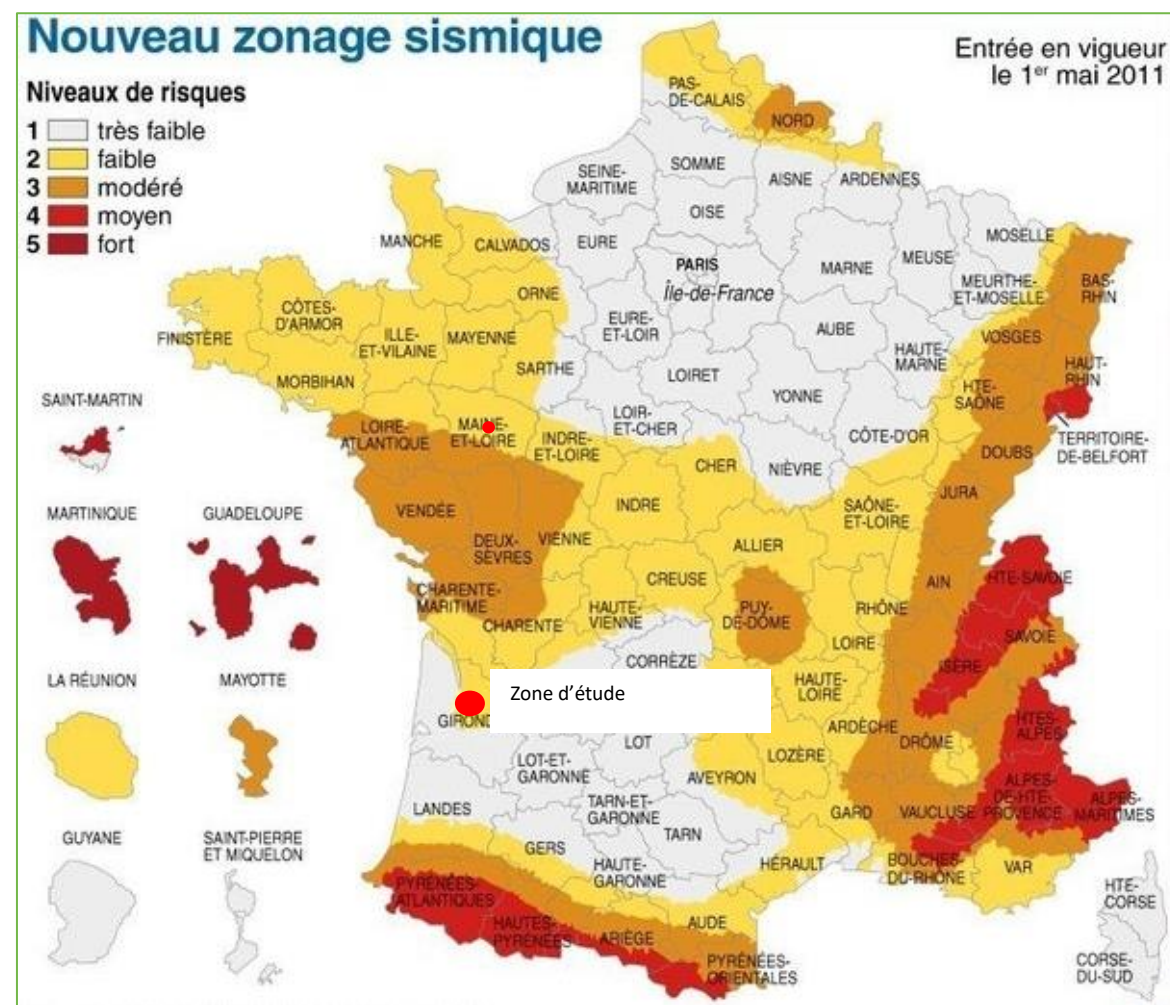 Nouveau zonage sismique
Entrée en vigueur
le 1er mai 2011
Niveaux de risques
1 très faible
2 faible
3 modéré
4 moyen
5 fort
PAS-
DE-CALAIS
NORD
SOMME
SEINE-
MARITIME
AISNE
ARDENNES
OISE
MANCHE
CALVADOS
EURE
PARIS
Île-de-France
MARNE
MEUSE
MOSELLE
MEURTHE-
ET-MOSELLE
BAS-
RHIN
ORNE
CÔTES-
D'ARMOR
FINISTÈRE
ILLE-
ET-VILAINE
MAYENNE
EURE-
ET-LOIR
AUBE
VOSGES
HAUTE-
MARNE
HAUT-
RHIN
MORBIHAN
SARTHE
LOIRET
YONNE
HTE-
SAÔNE
LOIR-
ET-CHER
CÔTE-D'OR
TERRITOIRE-
DE-BELFORT
LOIRE-
ATLANTIQUE
MAINE-
ET-LOIRE
INDRE-
ET-LOIRE
CHER
NIÈVRE
DOUBS
SAINT-MARTIN
VENDÉE
DEUX-
SÈVRES
VIENNE
INDRE
SAÔNE-
ET-LOIRE
JURA
MARTINIQUE
GUADELOUPE
ALLIER
CREUSE
AIN
HTE-SAVOIE
CHARENTE-
MARITIME
CHARENTE
HAUTE-
VIENNE
PUY-
DE-DÔME
RHÔNE
LOIRE
SAVOIE
ISÈRE
CORRÈZE
LA RÉUNION
MAYOTTE
Zone d'étude
GIROND
HAUTE-
LOIRE
ARDÈCHE
DRÔME
HTES-
ALPES
LOT
LOT-ET-
GARONNE
AVEYRON
LOZÈRE
LANDES
TARN-ET-
GARONNE
TARN
GARD
VAUCLUSE
ALPES-
DE-HTE-
PROVENCE
ALPES-
MARITIMES
GUYANE
SAINT-PIERRE
ET MIQUELON
GERS
HAUTE-
GARONNE
HÉRAULT
BOUCHES-
DU-RHÔNE
VAR
PYRÉNÉES-
ATLANTIQUES
HAUTES-
PYRÉNÉES
ARIÈGE
AUDE
PYRÉNÉES-
ORIENTALES
HTE-
CORSE
CORSE-
DU-SUD